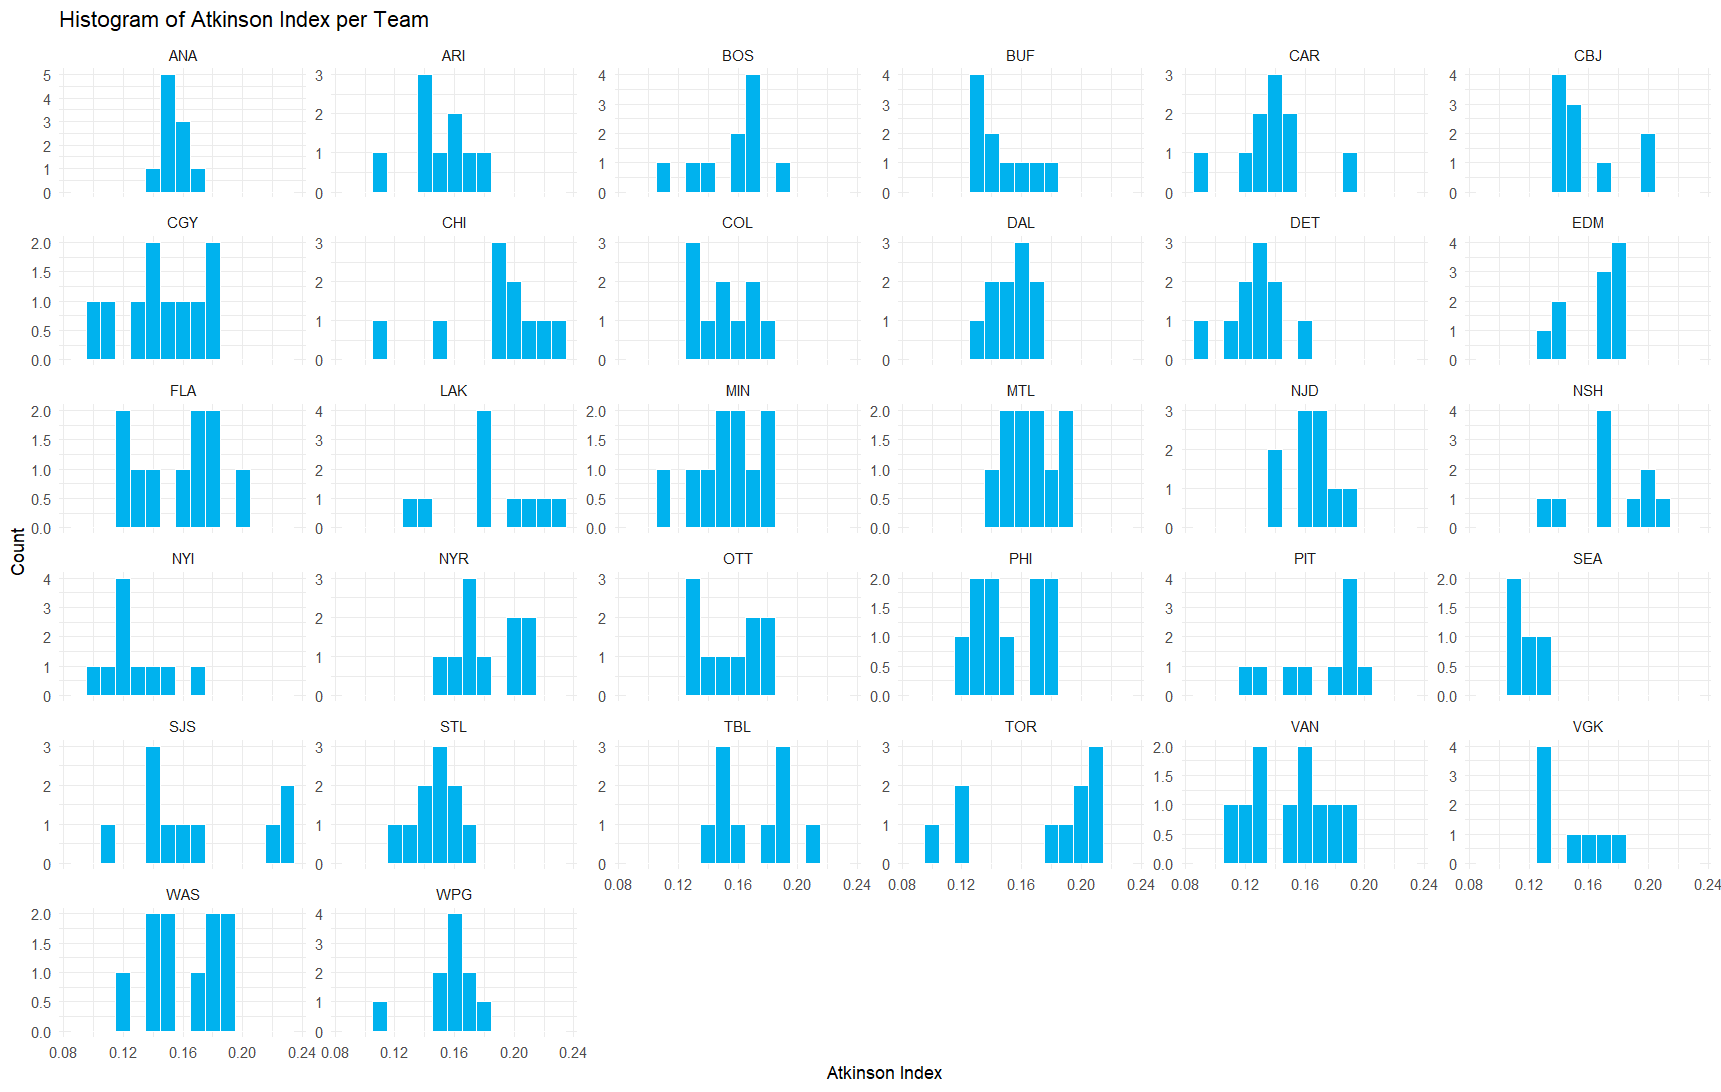 Histogram of Atkinson Index per Team
ANA ARI BOS BUF CAR CBJ
5 4 3 2 1 0
3 2 1 0
4 3 2 1 0
4 3 2 1 0
3 2 1 0
4 3 2 1 0
CGY CHI COL DAL DET EDM
2.0 1.5 1.0 0.5 0.0
3 2 1 0
3 2 1 0
3 2 1 0
3 2 1 0
4 3 2 1 0
FLA LAK MIN MTL NJD NSH
2.0 1.5 1.0 0.5 0.0
4 3 2 1 0
2.0 1.5 1.0 0.5 0.0
2.0 1.5 1.0 0.5 0.0
3 2 1 0
4 3 2 1 0
Count
NYI NYR OTT PHI PIT SEA
4 3 2 1 0
3 2 1 0
3 2 1 0
2.0 1.5 1.0 0.5 0.0
4 3 2 1 0
2.0 1.5 1.0 0.5 0.0
SJS STL TBL TOR VAN VGK
3 2 1 0
3 2 1 0
3 2 1 0
3 2 1 0
2.0 1.5 1.0 0.5 0.0
4 3 2 1 0
0.08 0.12 0.16 0.20 0.24
0.08 0.12 0.16 0.20 0.24
0.08 0.12 0.16 0.20 0.24
0.08 0.12 0.16 0.20 0.24
WAS WPG
2.0 1.5 1.0 0.5 0.0
4 3 2 1 0
0.08 0.12 0.16 0.20 0.24
0.08 0.12 0.16 0.20 0.24
Atkinson Index